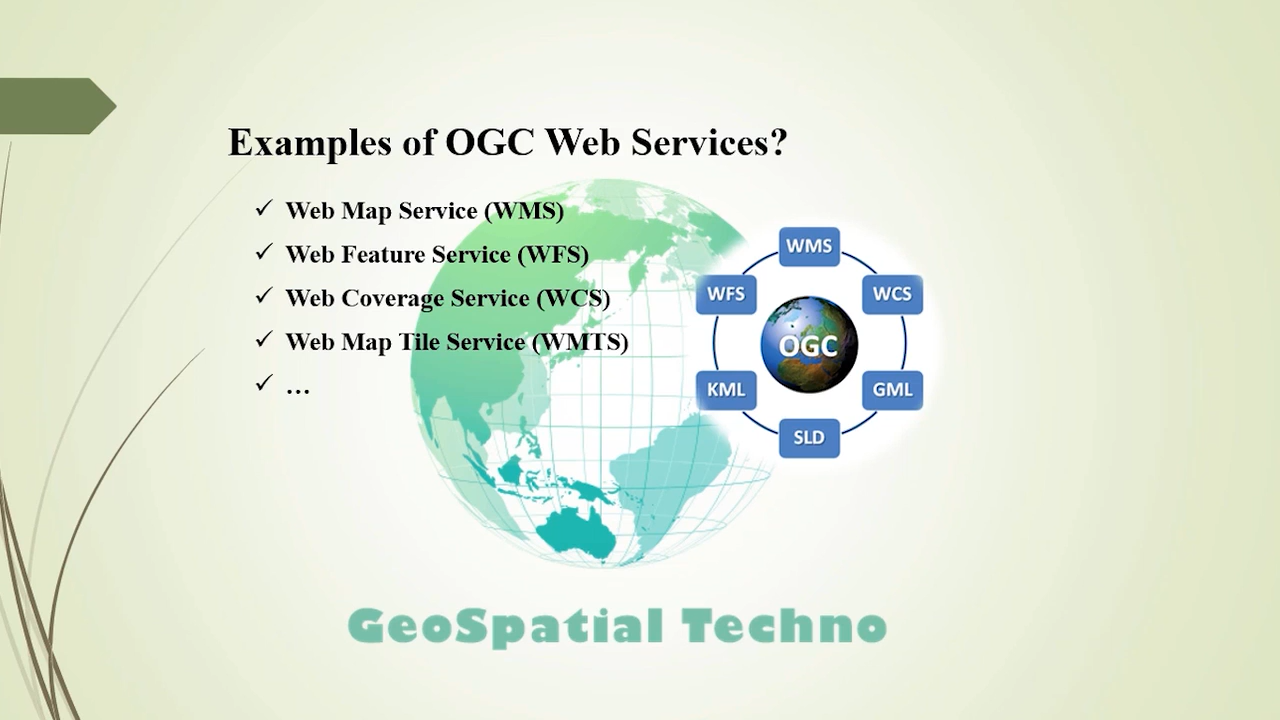 Examples of OGC Web Services?
✓ Web Map Service (WMS)
✓ Web Feature Service (WFS)
✓ Web Coverage Service (WCS)
✓ Web Map Tile Service (WMTS)
✓ …
WMS
WFS
WCS
OGC
KML
GML
SLD
GeoSpatial Techno